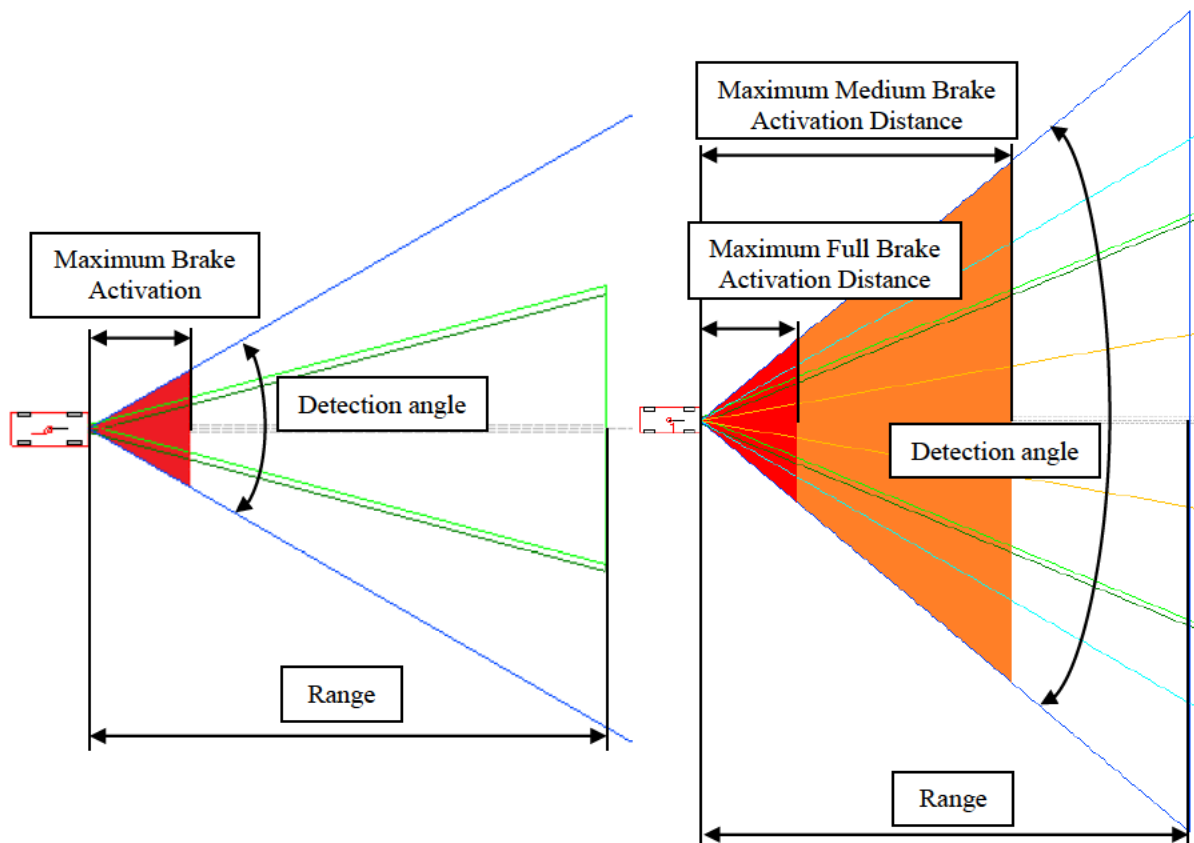 Maximum Brake
Activation
Detection angle
Range
Maximum Medium Brake
Activation Distance
Maximum Full Brake
Activation Distance
Detection angle
Range